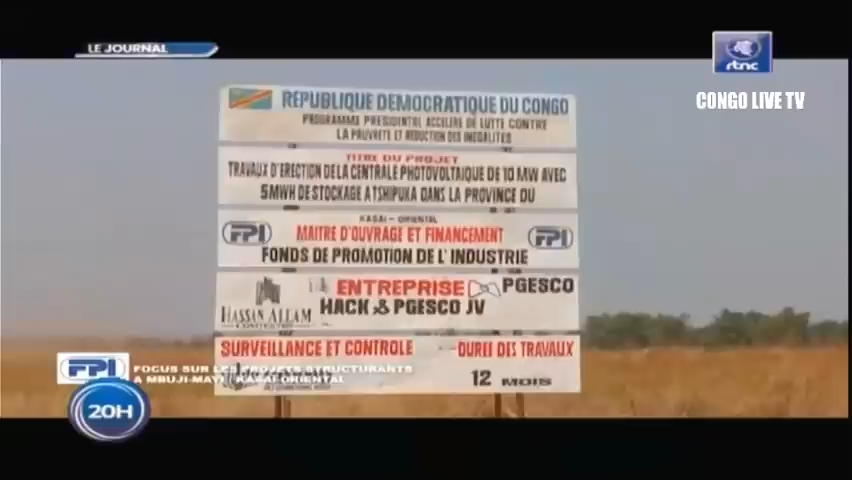 LE JOURNAL
rtnc
CONGO LIVE TV
REPUBLIQUE DEMOCRATIQUE DU CONGO
PROGRAMME PRESIDENTIEL ACCELERE DE LUTTE CONTRE
LA PAUVRETE ET REDUCTION DES INEGALITES
TITRE DU PROJET
TRAVAUX D'ERECTION DE LA CENTRALE PHOTOVOLTAIQUE DE 10 MW AVEC
5MWH DE STOCKAGE A TSHIPUKA DANS LA PROVINCE DU
KASAI - ORIENTAL
FPI MAITRE D'OUVRAGE ET FINANCEMENT FPI
FONDS DE PROMOTION DE L'INDUSTRIE
ENTREPRISE PGESCO
HASSAN ALLAM HACK & PGESCO JV
CONSTRUCTION
SURVEILLANCE ET CONTROLE DUREE DES TRAVAUX
12 MOIS
FPI FOCUS SUR LES PROJETS STRUCTURANTS
A MBUJI-MAYI KASAI ORIENTAL
20H